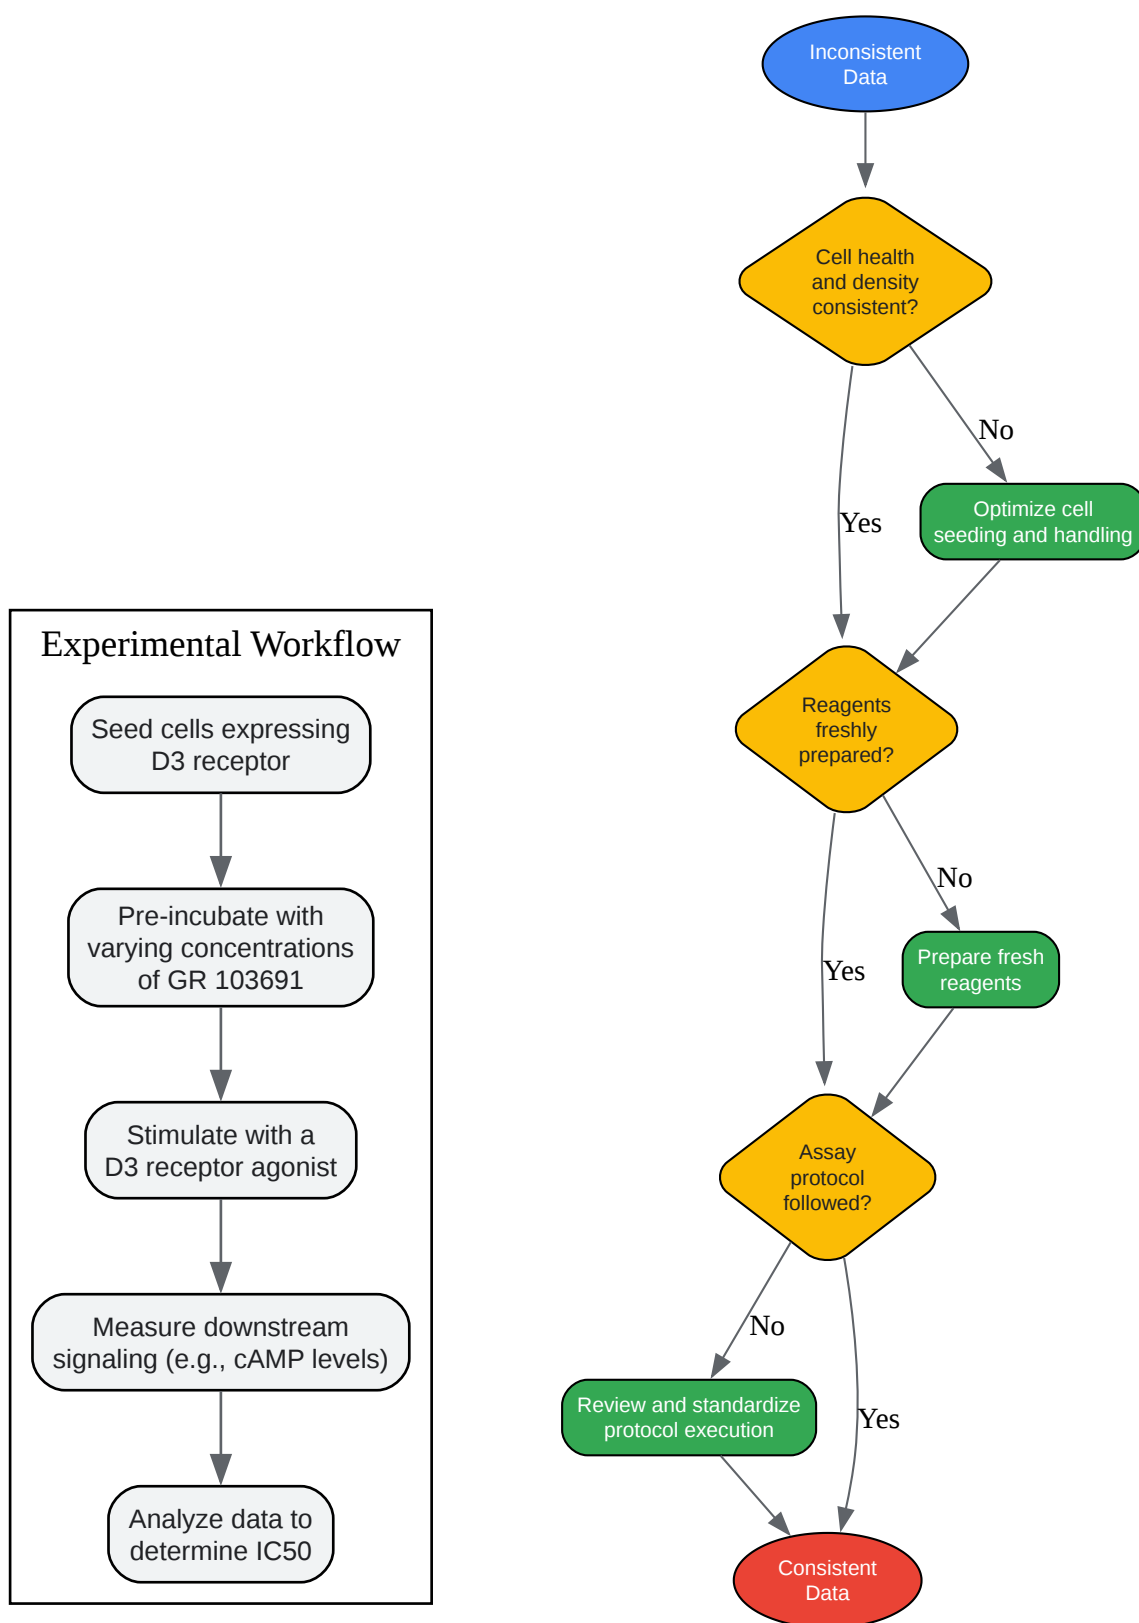 Experimental Workflow
Seed cells expressing
D3 receptor
Pre-incubate with
varying concentrations
of GR 103691
Stimulate with a
D3 receptor agonist
Measure downstream
signaling (e.g., cAMP levels)
Analyze data to
determine IC50
Inconsistent
Data
Cell health
and density
consistent?
No
Yes
Optimize cell
seeding and handling
Reagents
freshly
prepared?
No
Yes
Prepare fresh
reagents
Assay
protocol
followed?
No
Yes
Review and standardize
protocol execution
Consistent
Data